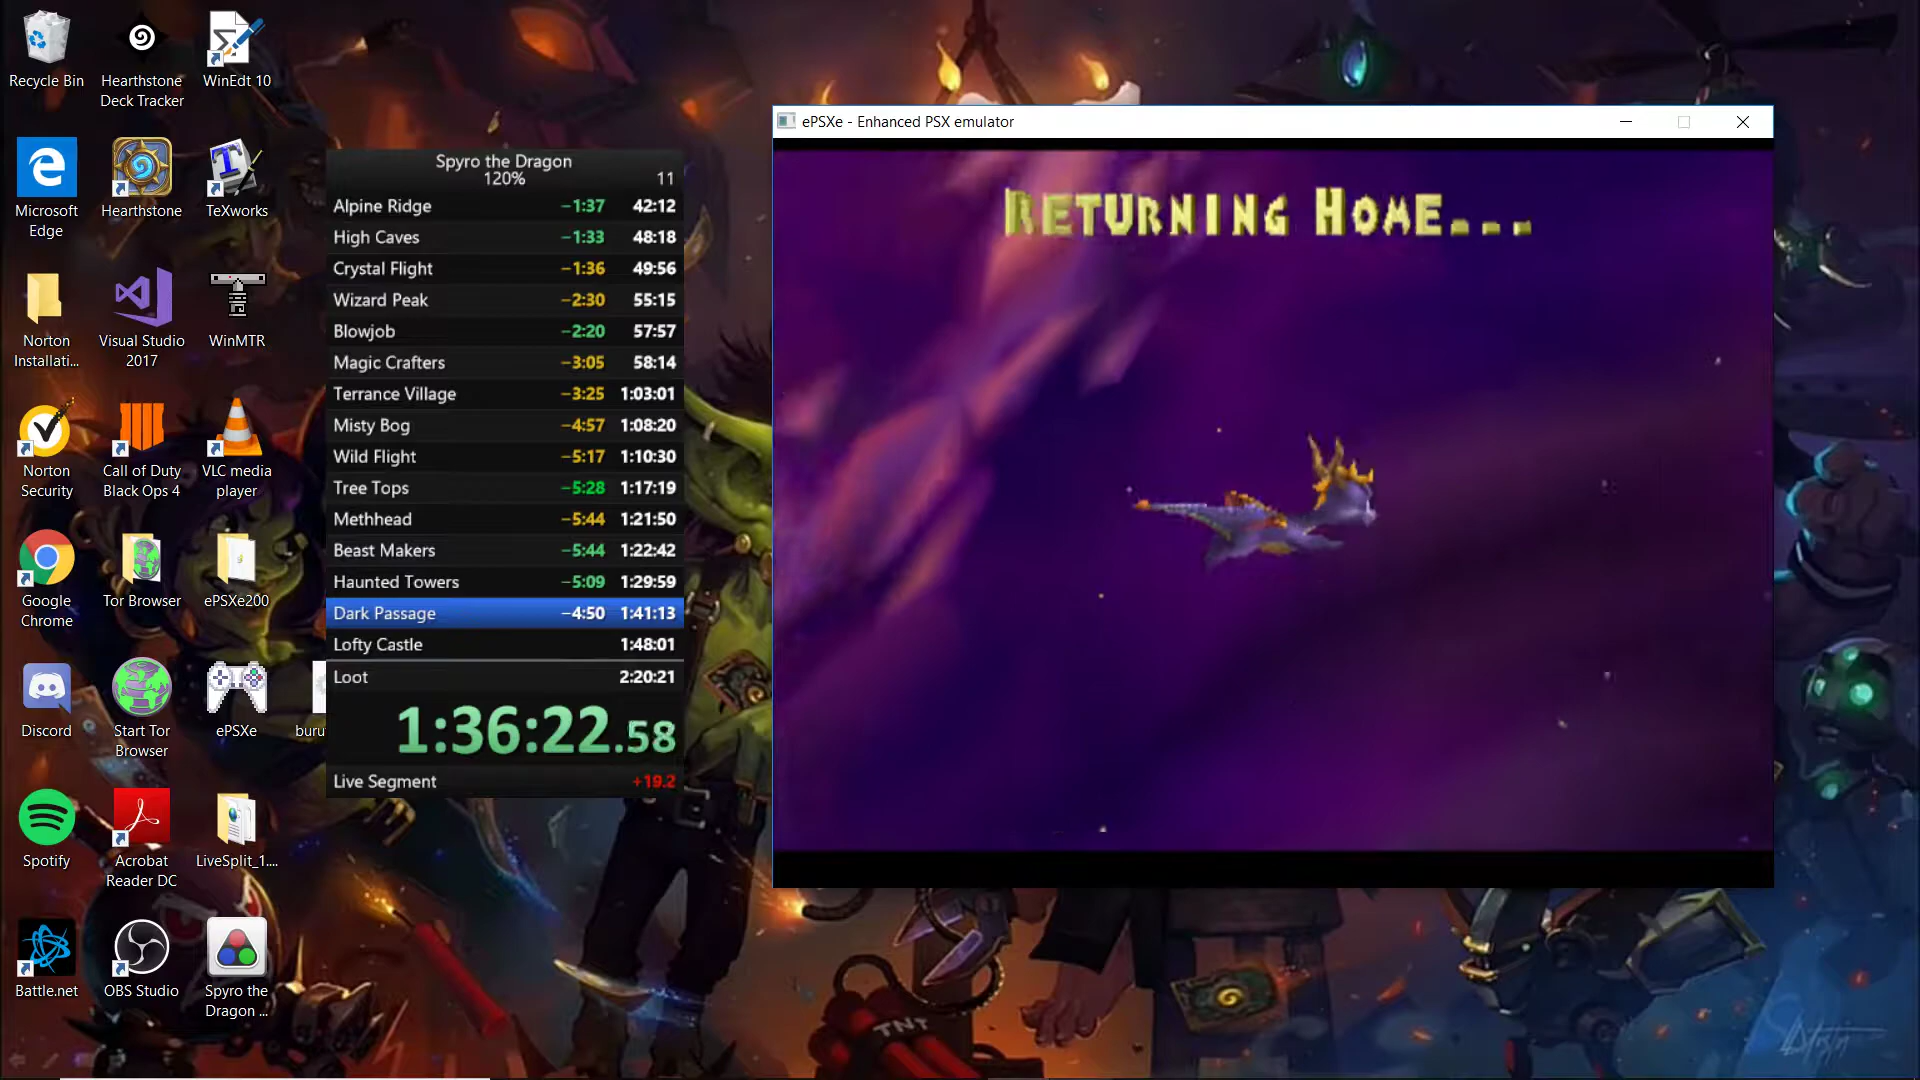 Recycle Bin
Hearthstone
Deck Tracker
WinEdt 10
Microsoft
Edge
Hearthstone
TeXworks
Norton
Installati...
Visual Studio
2017
WinMTR
Norton
Security
Call of Duty
Black Ops 4
VLC media
player
Google
Chrome
Tor Browser
ePSXe200
Discord
Start Tor
Browser
ePSXe
buru
Spotify
Acrobat
Reader DC
LiveSplit_1....
Battle.net
OBS Studio
Spyro the
Dragon ...
Spyro the Dragon
120% 11
Alpine Ridge −1:37 42:12
High Caves −1:33 48:18
Crystal Flight −1:36 49:56
Wizard Peak −2:30 55:15
Blowjob −2:20 57:57
Magic Crafters −3:05 58:14
Terrance Village −3:25 1:03:01
Misty Bog −4:57 1:08:20
Wild Flight −5:17 1:10:30
Tree Tops −5:28 1:17:19
Methhead −5:44 1:21:50
Beast Makers −5:44 1:22:42
Haunted Towers −5:09 1:29:59
Dark Passage −4:50 1:41:13
Lofty Castle 1:48:01
Loot 2:20:21
1:36:22.58
Live Segment +19.2
ePSXe - Enhanced PSX emulator
Returning Home...
TNT